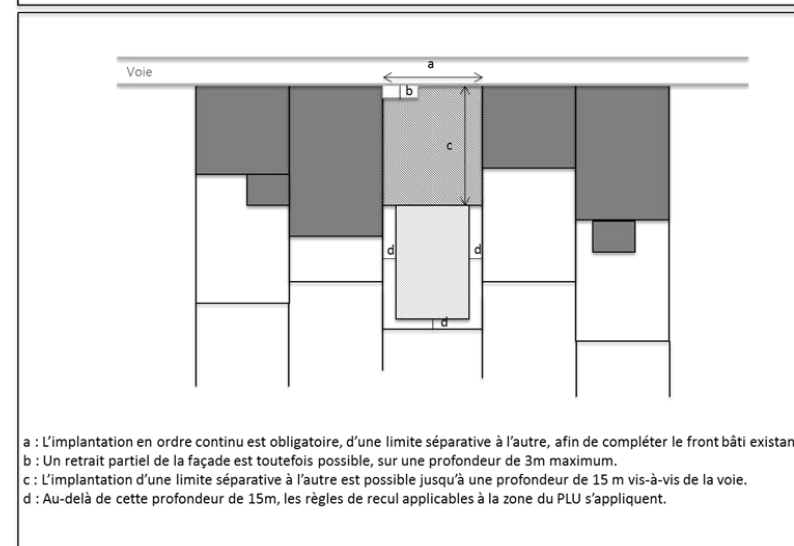 Voie
a
b
c
d
d
d
a : L’implantation en ordre continu est obligatoire, d’une limite séparative à l’autre, afin de compléter le front bâti existan
b : Un retrait partiel de la façade est toutefois possible, sur une profondeur de 3m maximum.
c : L’implantation d’une limite séparative à l’autre est possible jusqu’à une profondeur de 15 m vis-à-vis de la voie.
d : Au-delà de cette profondeur de 15m, les règles de recul applicables à la zone du PLU s’appliquent.